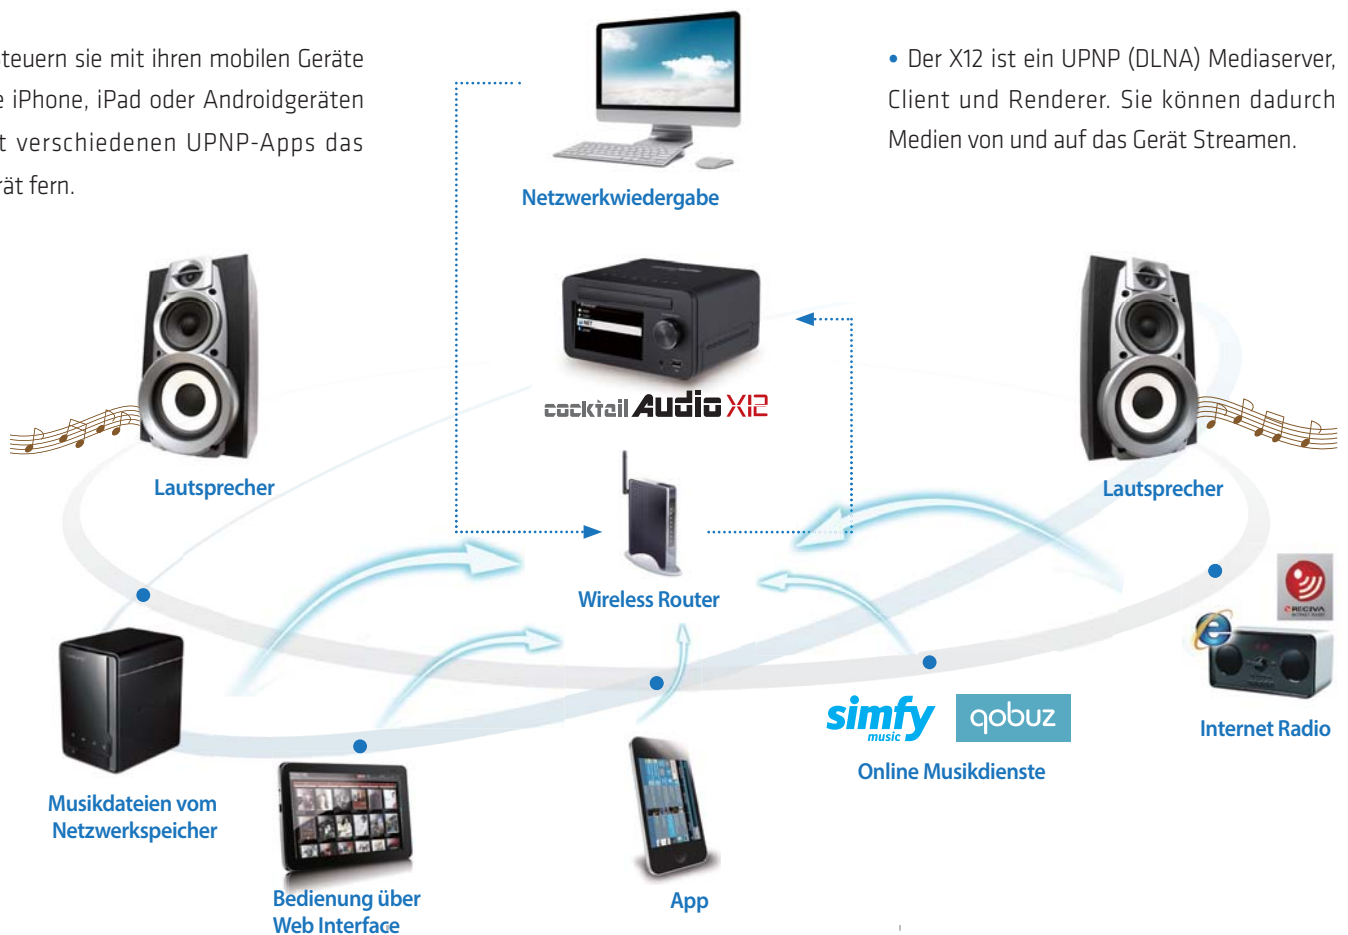 teuern sie mit ihren mobilen Geräte
e iPhone, iPad oder Androidgeräten
t verschiedenen UPNP-Apps das
rät fern.
• Der X12 ist ein UPNP (DLNA) Mediaserver,
Client und Renderer. Sie können dadurch
Medien von und auf das Gerät Streamen.
Netzwerkwiedergabe
NET
cocktail Audio X12
Lautsprecher
Lautsprecher
Wireless Router
RECIVA
simfy
music
qobuz
Internet Radio
Online Musikdienste
Musikdateien vom
Netzwerkspeicher
Bedienung über
Web Interface
App